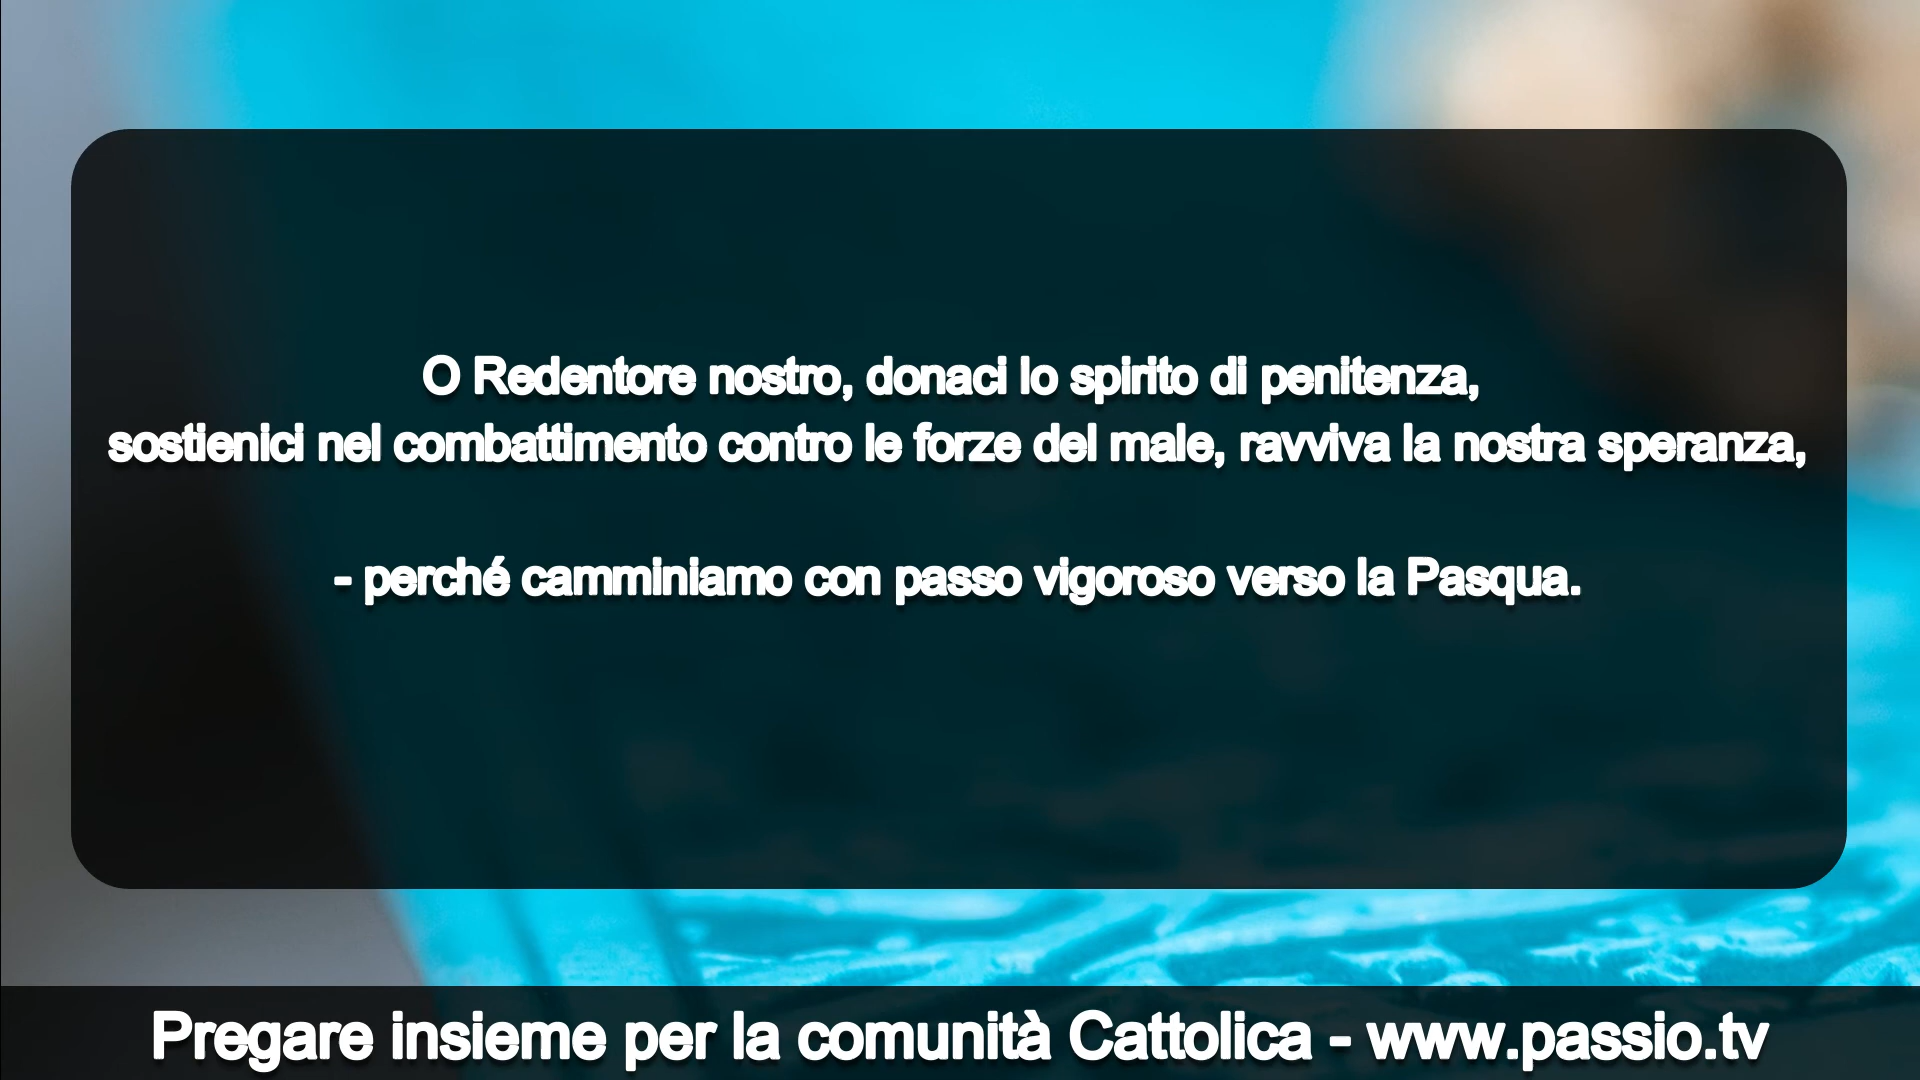 O Redentore nostro, donaci lo spirito di penitenza,
sostienici nel combattimento contro le forze del male, ravviva la nostra speranza,
- perché camminiamo con passo vigoroso verso la Pasqua.
Pregare insieme per la comunità Cattolica - www.passio.tv